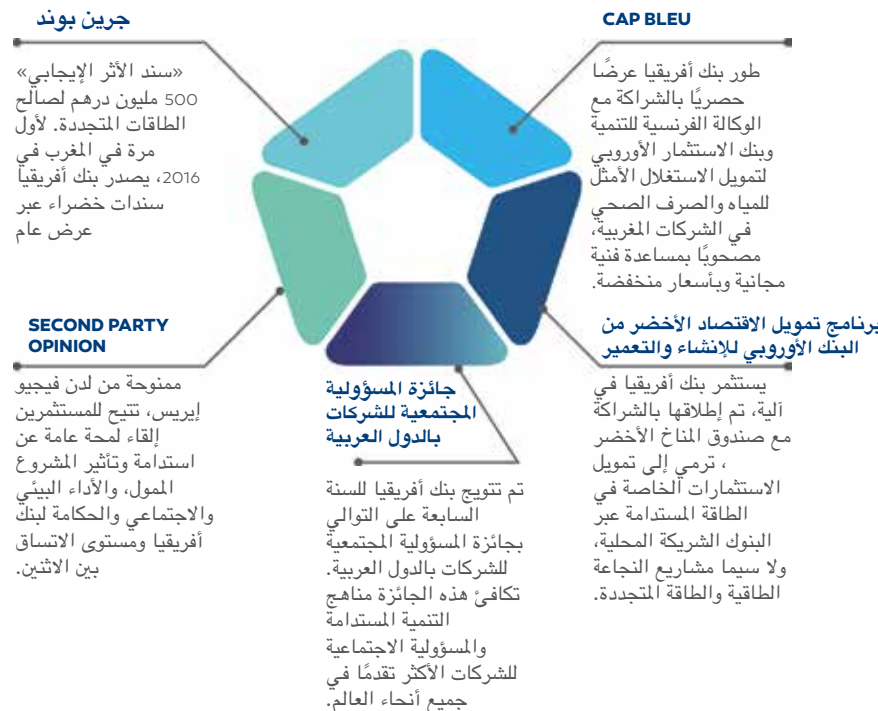 CAP BLEU
طور بنك أفريقيا عرضًا
حصريًا بالشراكة مع
الوكالة الفرنسية للتنمية
وبنك الاستثمار الأوروبي
لتمويل الاستغلال الأمثل
للمياه والصرف الصحي
في الشركات المغربية،
مصحوبًا بمساعدة فنية
مجانية وبأسعار منخفضة.
جرين بوند
«سند الأثر الإيجابي»
500 مليون درهم لصالح
الطاقات المتجددة. لأول
مرة في المغرب في
2016، يصدر بنك أفريقيا
سندات خضراء عبر
عرض عام
برنامج تمويل الاقتصاد الأخضر من
البنك الأوروبي للإنشاء والتعمير
يستثمر بنك أفريقيا في
آلية، تم إطلاقها بالشراكة
مع صندوق المناخ الأخضر
، ترمي إلى تمويل
الاستثمارات الخاصة في
الطاقة المستدامة عبر
البنوك الشريكة المحلية،
ولا سيما مشاريع النجاعة
الطاقية والطاقة المتجددة.
جائزة المسؤولية
المجتمعية للشركات
بالدول العربية
تم تتويج بنك أفريقيا للسنة
السابعة على التوالي
بجائزة المسؤولية المجتمعية
للشركات بالدول العربية.
تكافئ هذه الجائزة مناهج
التنمية المستدامة
والمسؤولية الاجتماعية
للشركات الأكثر تقدمًا في
جميع أنحاء العالم.
SECOND PARTY
OPINION
ممنوحة من لدن فيجيو
إيريس، تتيح للمستثمرين
إلقاء لمحة عامة عن
استدامة وتأثير المشروع
الممول، والأداء البيئي
والاجتماعي والحكامة لبنك
أفريقيا ومستوى الاتساق
بين الاثنين.